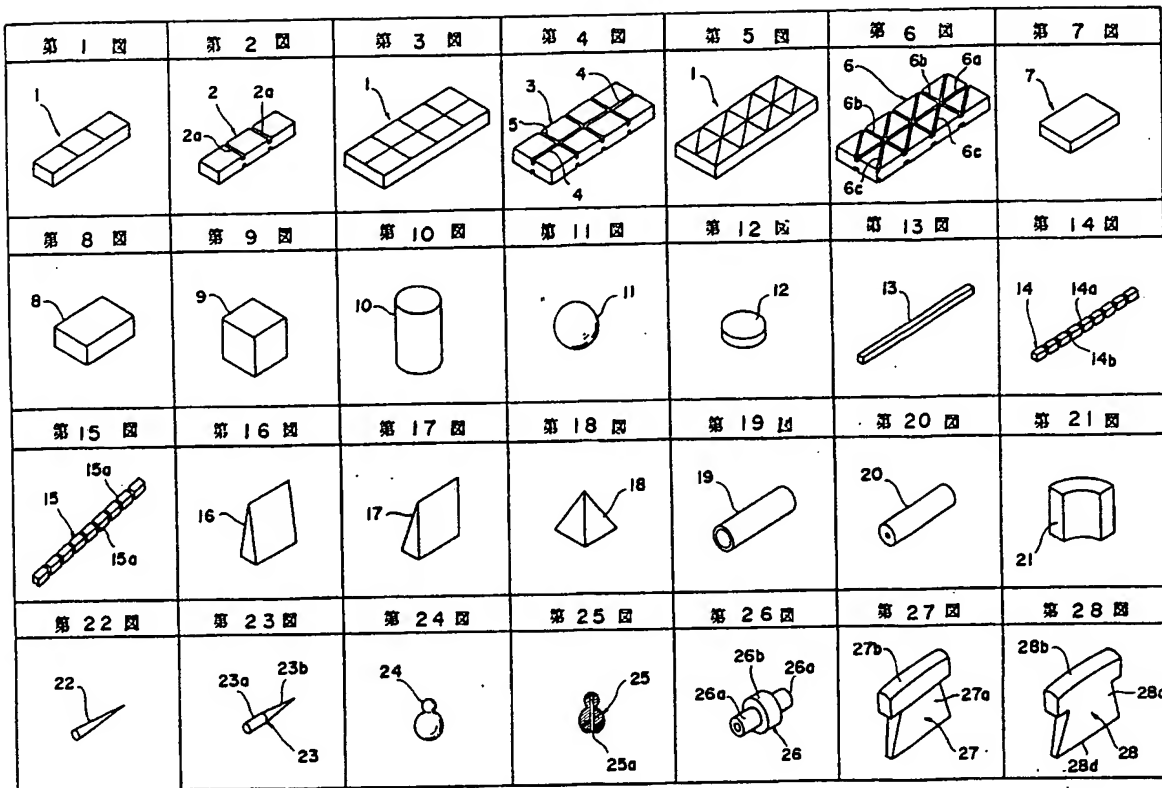 第 1 図 第 2 図 第 3 図 第 4 図 第 5 図 第 6 図 第 7 図
1 2 2a 2a 1 3 4 5 4 1 6 6b 6a 6b 6c 6c 7
第 8 図 第 9 図 第 10 図 第 11 図 第 12 図 第 13 図 第 14 図
8 9 10 11 12 13 14 14a 14b
第 15 図 第 16 図 第 17 図 第 18 図 第 19 図 第 20 図 第 21 図
15 15a 15a 16 17 18 19 20 21
第 22 図 第 23 図 第 24 図 第 25 図 第 26 図 第 27 図 第 28 図
22 23a 23b 23 24 25 25a 26a 26b 26a 26 27b 27a 27 28b 28 28d